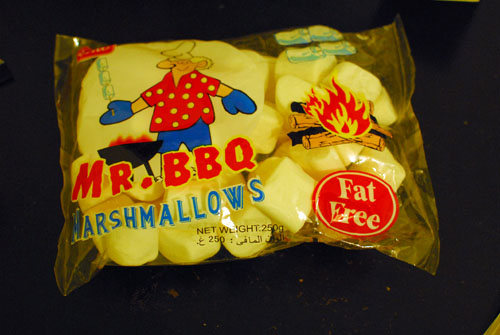 MR. BBQ
MARSHMALLOWS
NET WEIGHT:250g
الوزن الصافي : 250 غ.
Fat
Free